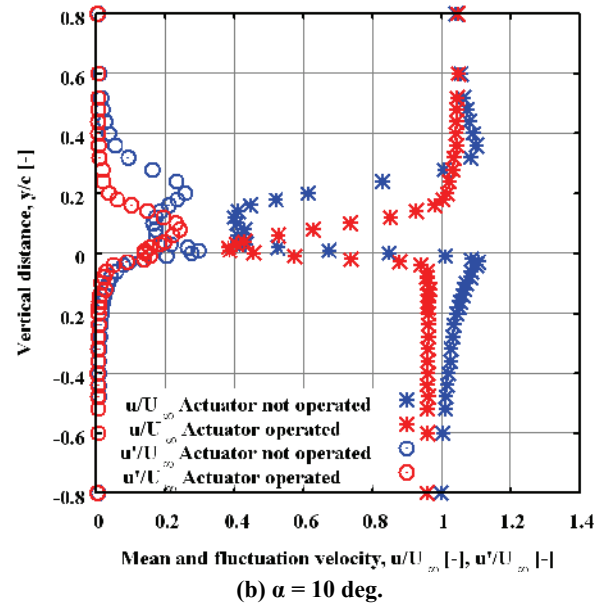 0.8
0.6
0.4
0.2
0
0.2
-0.4
-0.6
-0.8
Vertical distance, y/c [-]
u/U∞ Actuator not operated
u/U∞ Actuator operated
u'/U∞ Actuator not operated
u'/U∞ Actuator operated
0 0.2 0.4 0.6 0.8 1 1.2 1.4
Mean and fluctuation velocity, u/U∞ [-], u'/U∞ [-]
(b) α = 10 deg.